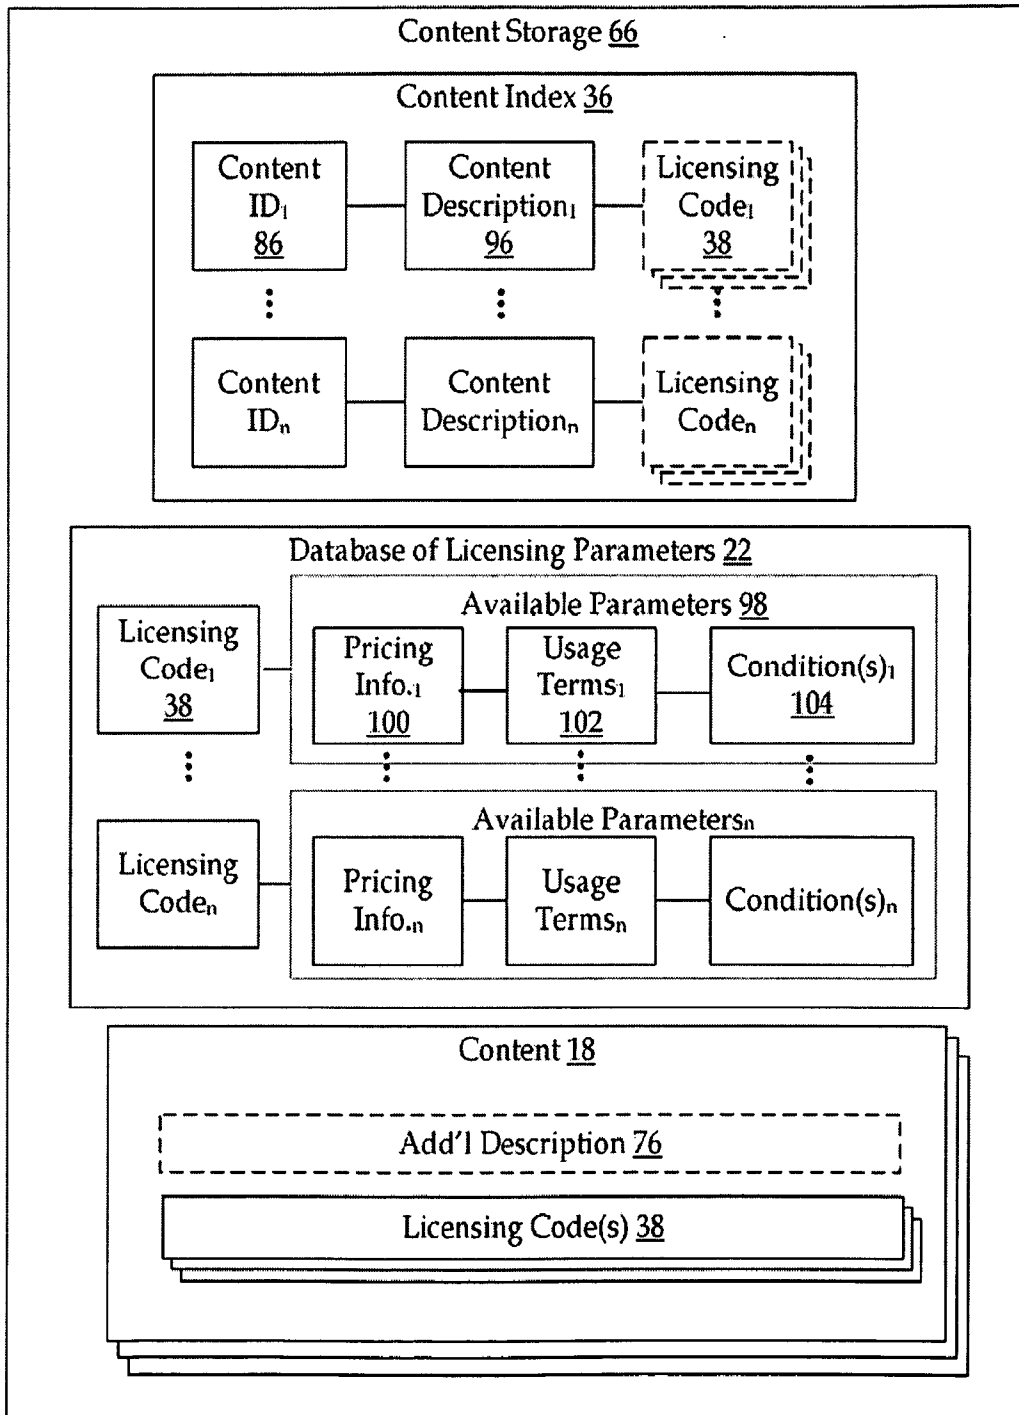 Content Storage 66
Content Index 36
Content
ID₁
86
Content
Description₁
96
Licensing
Code₁
38
Content
IDₙ
Content
Descriptionₙ
Licensing
Codeₙ
Database of Licensing Parameters 22
Licensing
Code₁
38
Available Parameters 98
Pricing
Info.₁
100
Usage
Terms₁
102
Condition(s)₁
104
Licensing
Codeₙ
Available Parametersₙ
Pricing
Info.ₙ
Usage
Termsₙ
Condition(s)ₙ
Content 18
Add'l Description 76
Licensing Code(s) 38